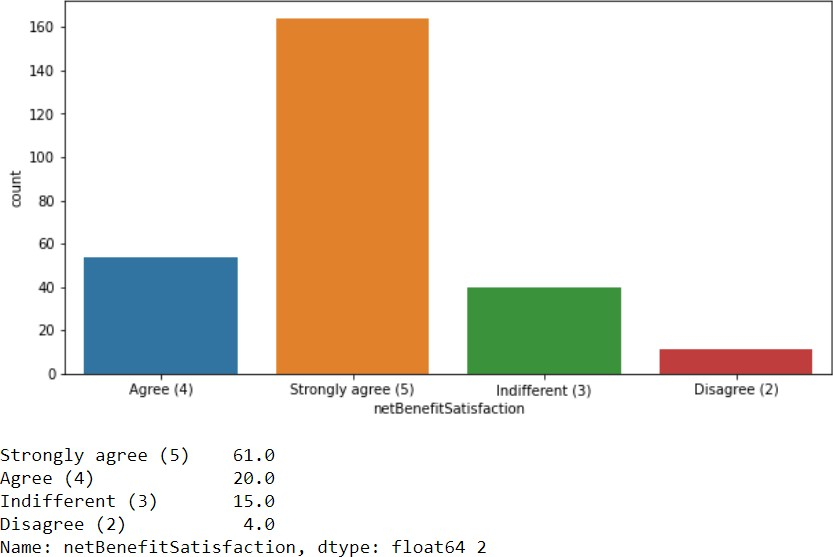 160
140
120
100
80
60
40
20
0
count
Agree (4) Strongly agree (5) Indifferent (3) Disagree (2)
netBenefitSatisfaction
Strongly agree (5) 61.0
Agree (4) 20.0
Indifferent (3) 15.0
Disagree (2) 4.0
Name: netBenefitSatisfaction, dtype: float64 2